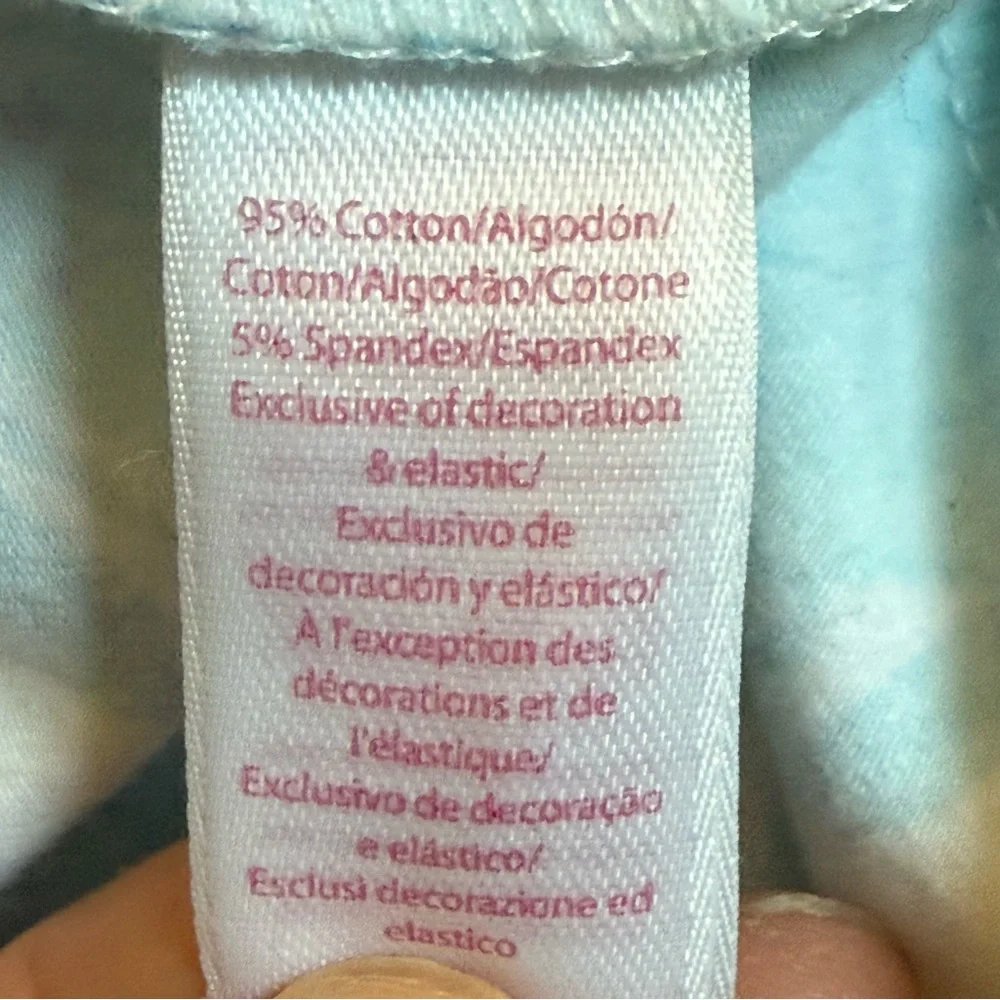 95% Cotton/Algodón/
Coton/Algodão/Cotone
5% Spandex/Espandex
Exclusive of decoration
& elastic/
Exclusivo de
decoración y elástico/
À l'exception des
décorations et de
l'élastique/
Exclusivo de decoração
e elástico/
Esclusi decorazione ed
elastico